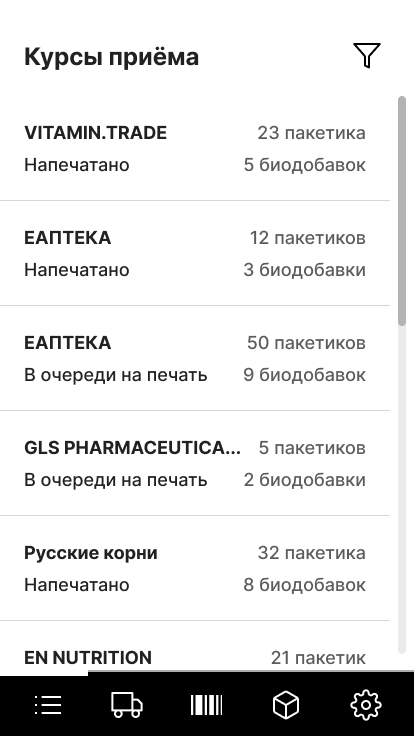 Курсы приёма
VITAMIN.TRADE 23 пакетика
Напечатано 5 биодобавок
ЕАПТЕКА 12 пакетиков
Напечатано 3 биодобавки
ЕАПТЕКА 50 пакетиков
В очереди на печать 9 биодобавок
GLS PHARMACEUTICA... 5 пакетиков
В очереди на печать 2 биодобавки
Русские корни 32 пакетика
Напечатано 8 биодобавок
EN NUTRITION 21 пакетик